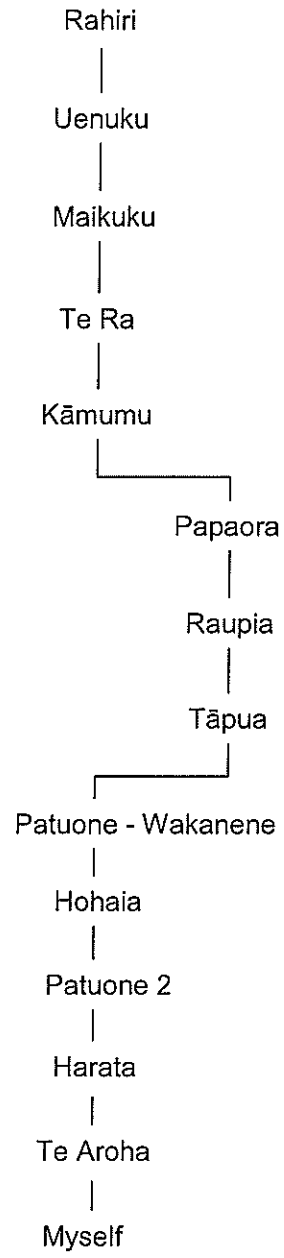 Rahiri
Uenuku
Maikuku
Te Ra
Kāmumu
Papaora
Raupia
Tāpua
Patuone - Wakanene
Hohaia
Patuone 2
Harata
Te Aroha
Myself